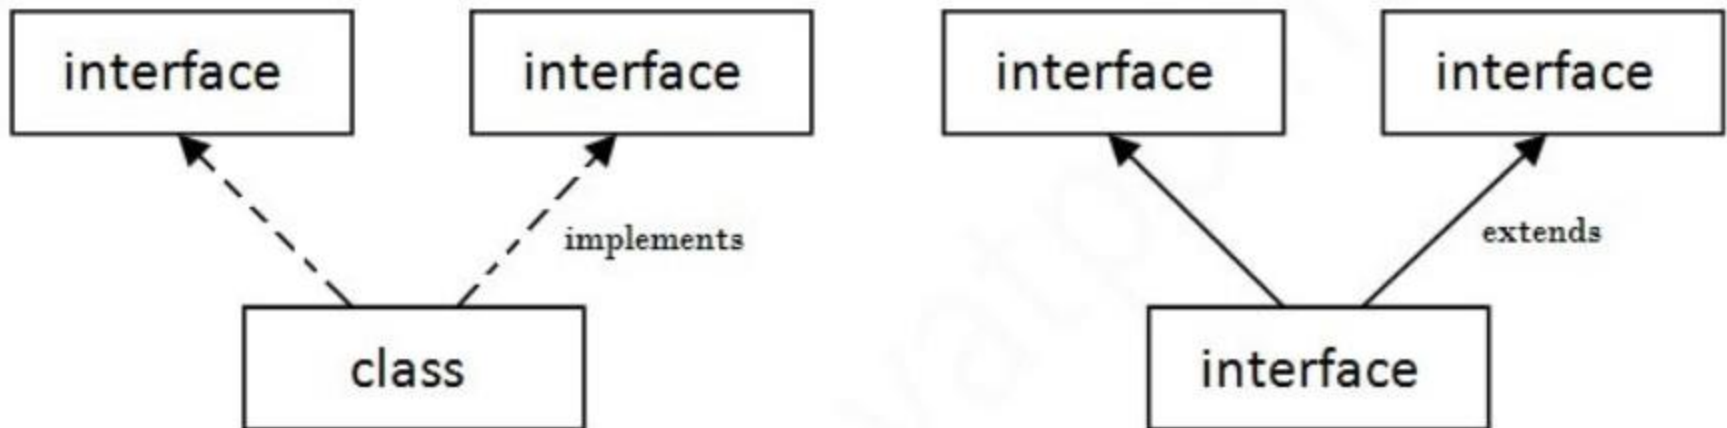 interface interface interface interface
implements extends
class interface